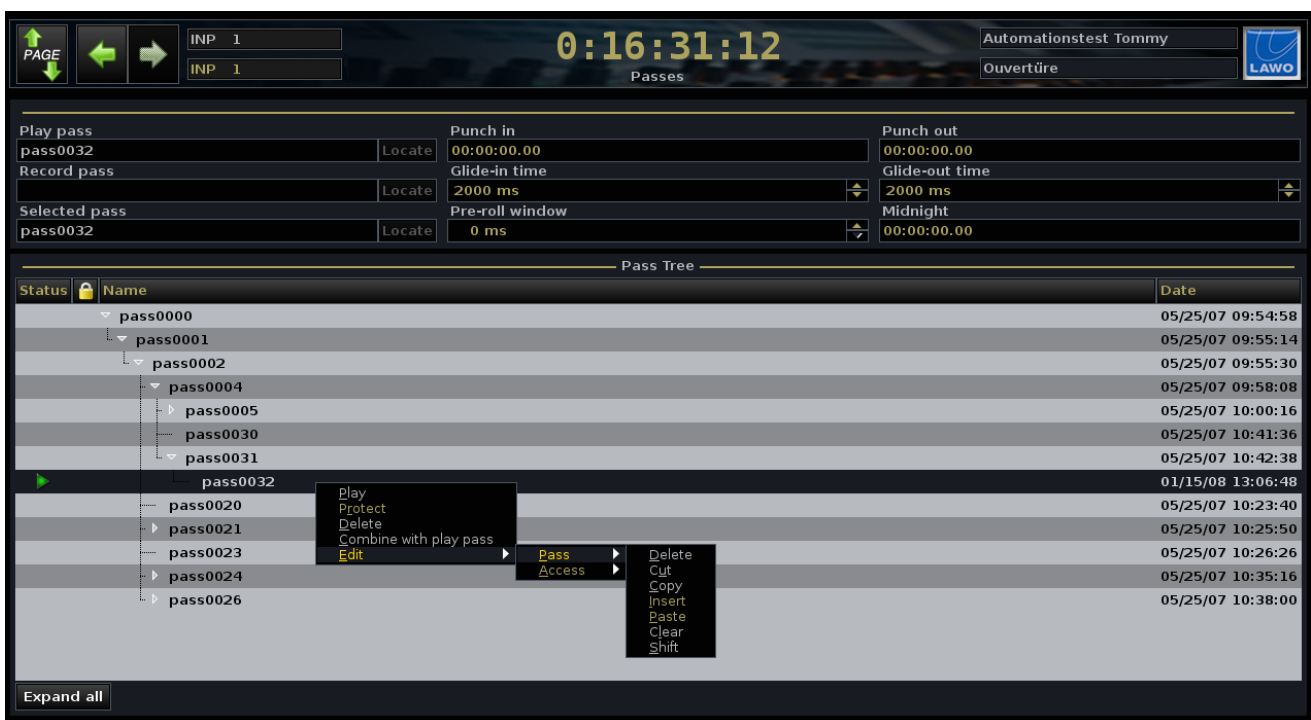 PAGE
INP 1
INP 1
0:16:31:12
Passes
Automationstest Tommy
Ouvertüre
LAWO
Play pass
pass0032
Locate
Punch in
00:00:00.00
Punch out
00:00:00.00
Record pass
Locate
Glide-in time
2000 ms
Glide-out time
2000 ms
Selected pass
pass0032
Locate
Pre-roll window
0 ms
Midnight
00:00:00.00
Pass Tree
Status Name Date
pass0000 05/25/07 09:54:58
pass0001 05/25/07 09:55:14
pass0002 05/25/07 09:55:30
pass0004 05/25/07 09:58:08
pass0005 05/25/07 10:00:16
pass0030 05/25/07 10:41:36
pass0031 05/25/07 10:42:38
pass0032 01/15/08 13:06:48
pass0020 05/25/07 10:23:40
pass0021 05/25/07 10:25:50
pass0023 05/25/07 10:26:26
pass0024 05/25/07 10:35:16
pass0026 05/25/07 10:38:00
Play
Protect
Delete
Combine with play pass
Edit
Pass
Access
Delete
Cut
Copy
Insert
Paste
Clear
Shift
Expand all